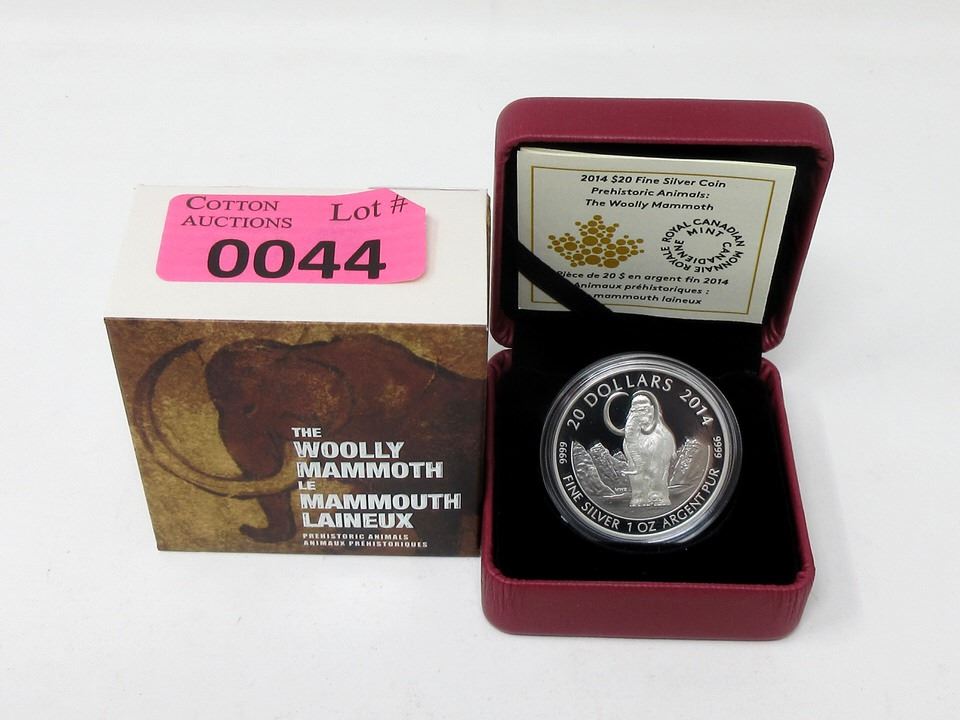 COTTON
AUCTIONS
Lot #
0044
THE
WOOLLY
MAMMOTH
LE
MAMMOUTH
LAINEUX
PREHISTORIC ANIMALS
ANIMAUX PRÉHISTORIQUES
2014 $20 Fine Silver Coin
Prehistoric Animals:
The Woolly Mammoth
ROYAL CANADIAN MINT
MONNAIE ROYALE CANADIENNE
Pièce de 20 $ en argent fin 2014
Animaux préhistoriques :
mammouth laineux
20 DOLLARS 2014
9999
9999
FINE SILVER 1 OZ ARGENT PUR